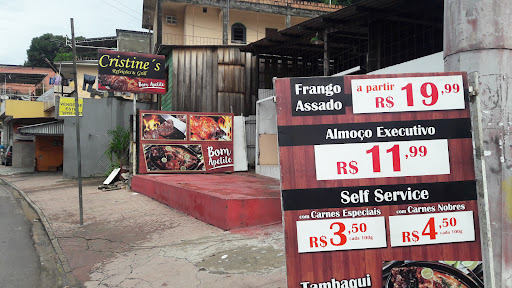 Cristine's
Refeições & Grill
Bom Apetite
Bom
Apetite
Frango
Assado
a partir
R$ 19,99
Almoço Executivo
R$ 11,99
Self Service
com Carnes Especiais
R$ 3,50 cada 100g
com Carnes Nobres
R$ 4,50 cada 100g
Tambaqui